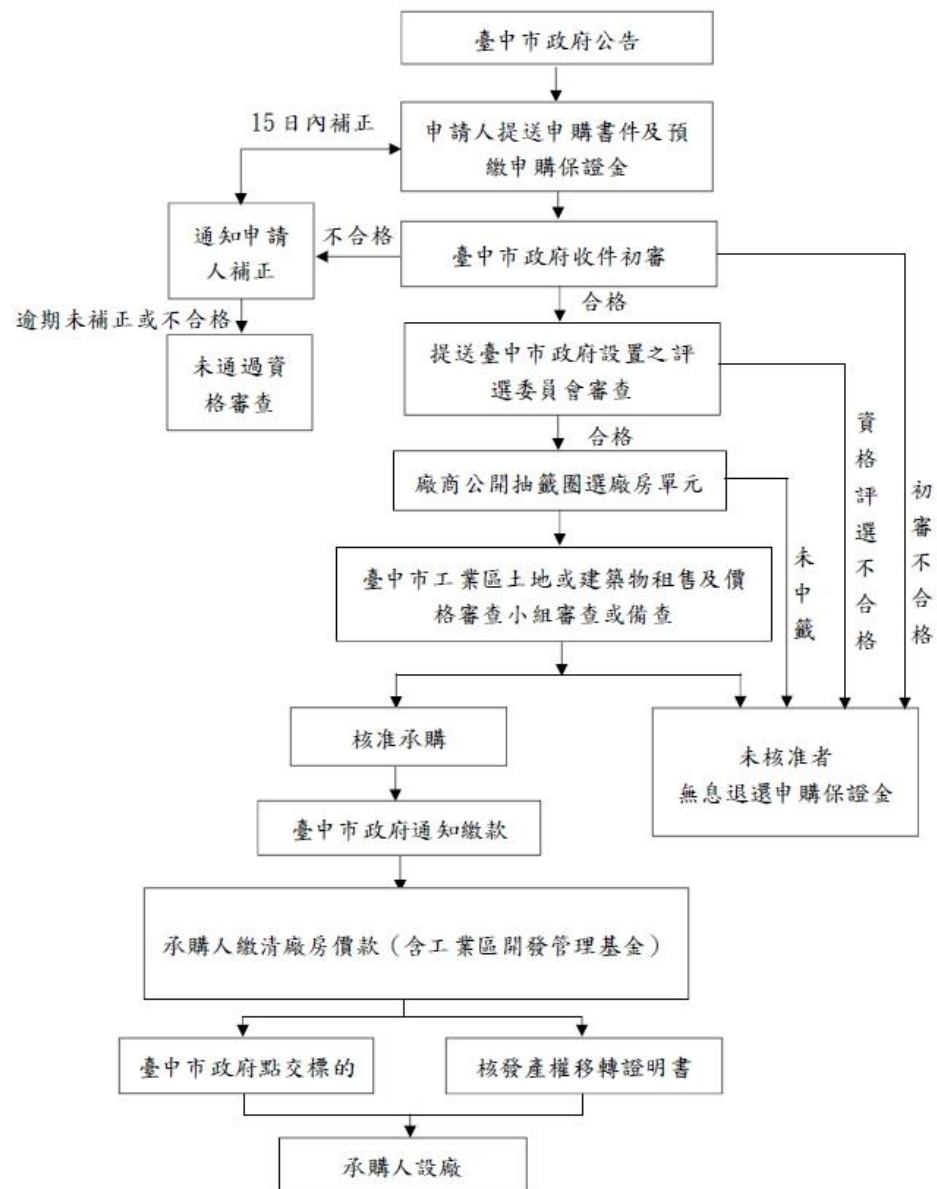 臺中市政府公告
15日內補正
申請人提送申購書件及預
繳申購保證金
通知申請
人補正
不合格
臺中市政府收件初審
逾期未補正或不合格
合格
未通過資
格審查
提送臺中市政府設置之評
選委員會審查
合格
廠商公開抽籤圈選廠房單元
未中籤
資格評選不合格
初審不合格
臺中市工業區土地或建築物租售及價
格審查小組審查或備查
核准承購
未核准者
無息退還申購保證金
臺中市政府通知繳款
承購人繳清廠房價款（含工業區開發管理基金）
臺中市政府點交標的
核發產權移轉證明書
承購人設廠